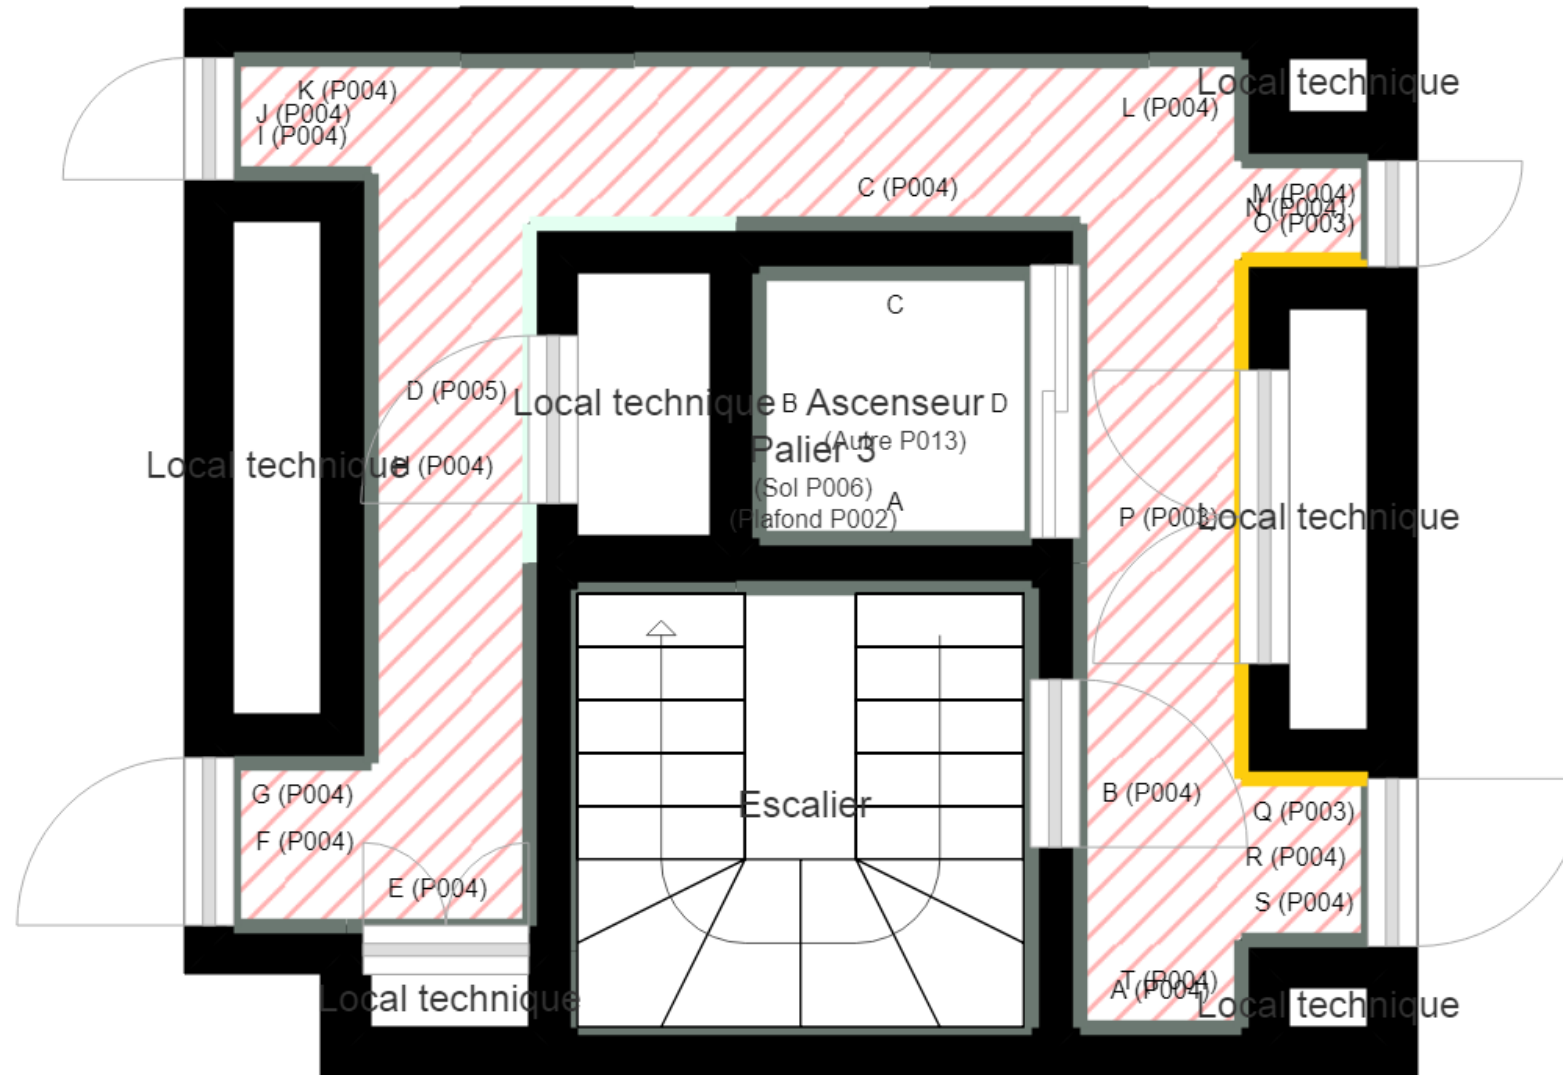 Local technique
K (P004)
J (P004)
I (P004)
L (P004)
C (P004)
M (P004)
N (P004)
O (P003)
C
D (P005)
Local technique
B
Ascenseur
D
(Autre P013)
Palier 3
Local technique
H (P004)
(Sol P006)
A
(Plafond P002)
P (P003)
Local technique
G (P004)
B (P004)
Escalier
Q (P003)
F (P004)
R (P004)
E (P004)
S (P004)
T (P004)
A (P004)
Local technique
Local technique